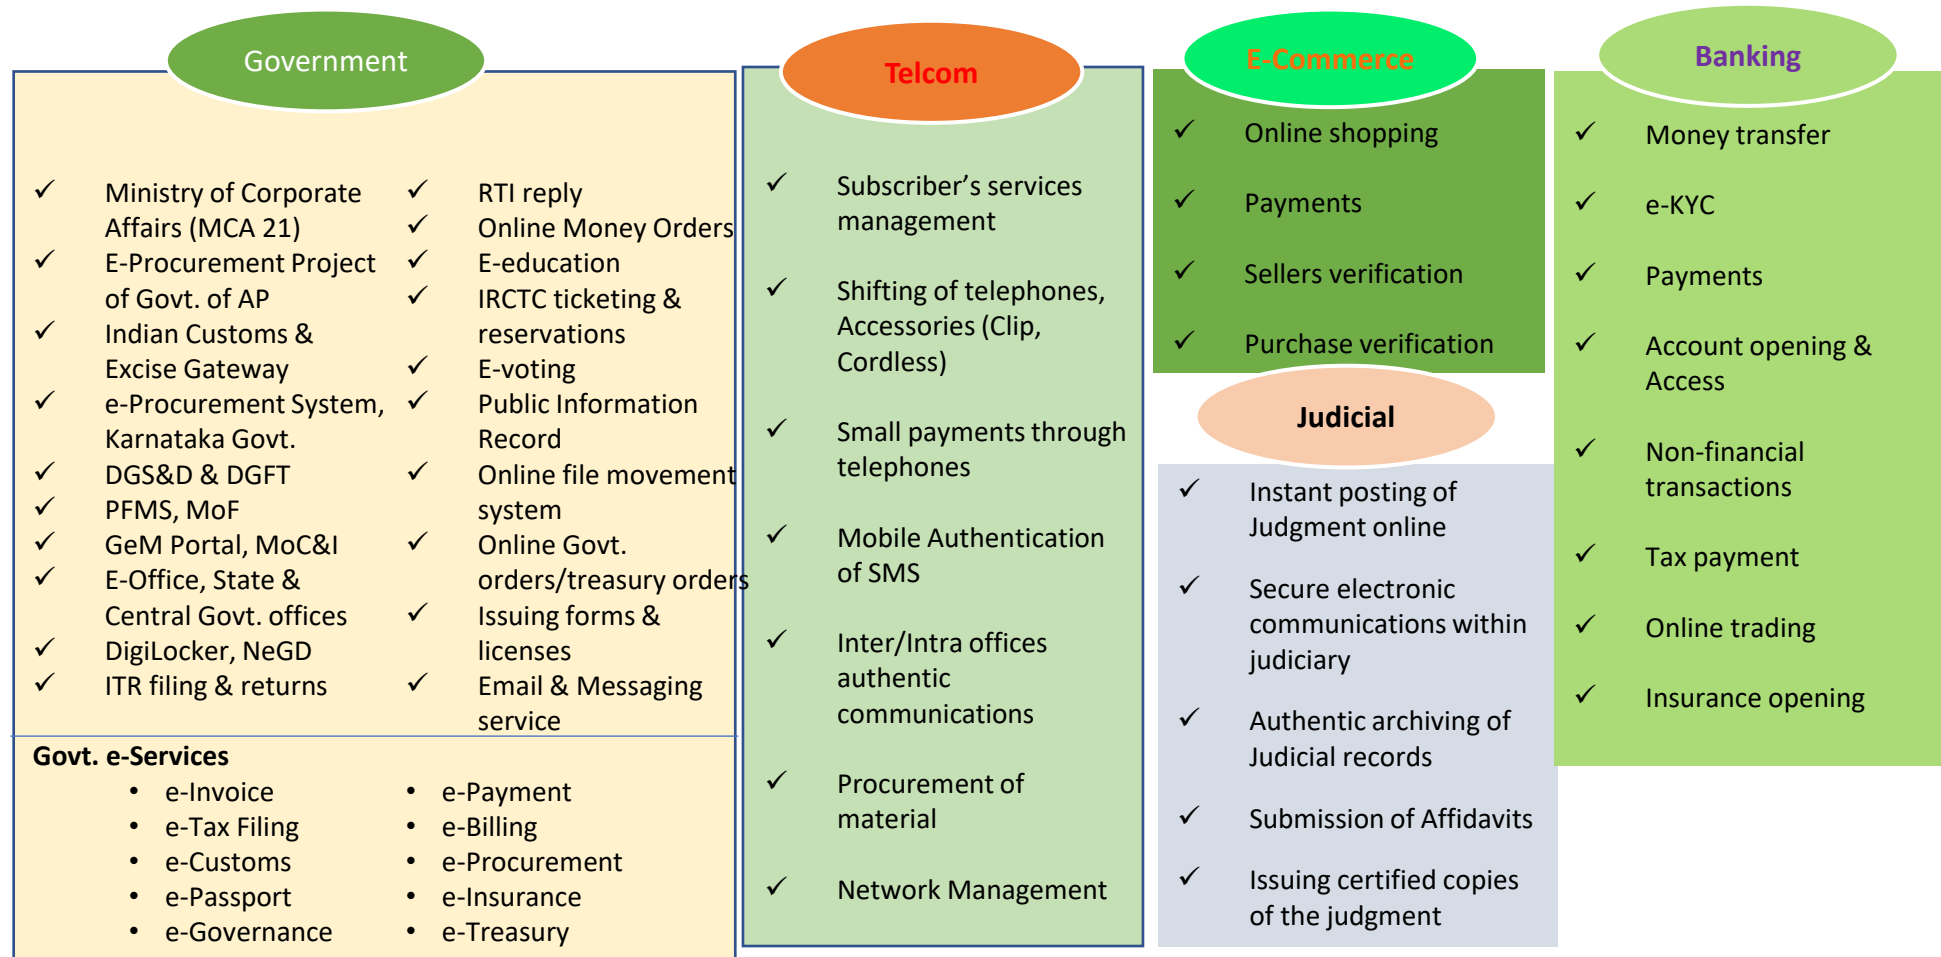 Government
Ministry of Corporate
Affairs (MCA 21)
E-Procurement Project
of Govt. of AP
Indian Customs &
Excise Gateway
e-Procurement System,
Karnataka Govt.
DGS&D & DGFT
PFMS, MoF
GeM Portal, MoC&I
E-Office, State &
Central Govt. offices
DigiLocker, NeGD
ITR filing & returns
RTI reply
Online Money Orders
E-education
IRCTC ticketing &
reservations
E-voting
Public Information
Record
Online file movement
system
Online Govt.
orders/treasury orders
Issuing forms &
licenses
Email & Messaging
service
Govt. e-Services
• e-Invoice
• e-Tax Filing
• e-Customs
• e-Passport
• e-Governance
• e-Payment
• e-Billing
• e-Procurement
• e-Insurance
• e-Treasury
Telcom
Subscriber’s services
management
Shifting of telephones,
Accessories (Clip,
Cordless)
Small payments through
telephones
Mobile Authentication
of SMS
Inter/Intra offices
authentic
communications
Procurement of
material
Network Management
E-Commerce
Online shopping
Payments
Sellers verification
Purchase verification
Judicial
Instant posting of
Judgment online
Secure electronic
communications within
judiciary
Authentic archiving of
Judicial records
Submission of Affidavits
Issuing certified copies
of the judgment
Banking
Money transfer
e-KYC
Payments
Account opening &
Access
Non-financial
transactions
Tax payment
Online trading
Insurance opening